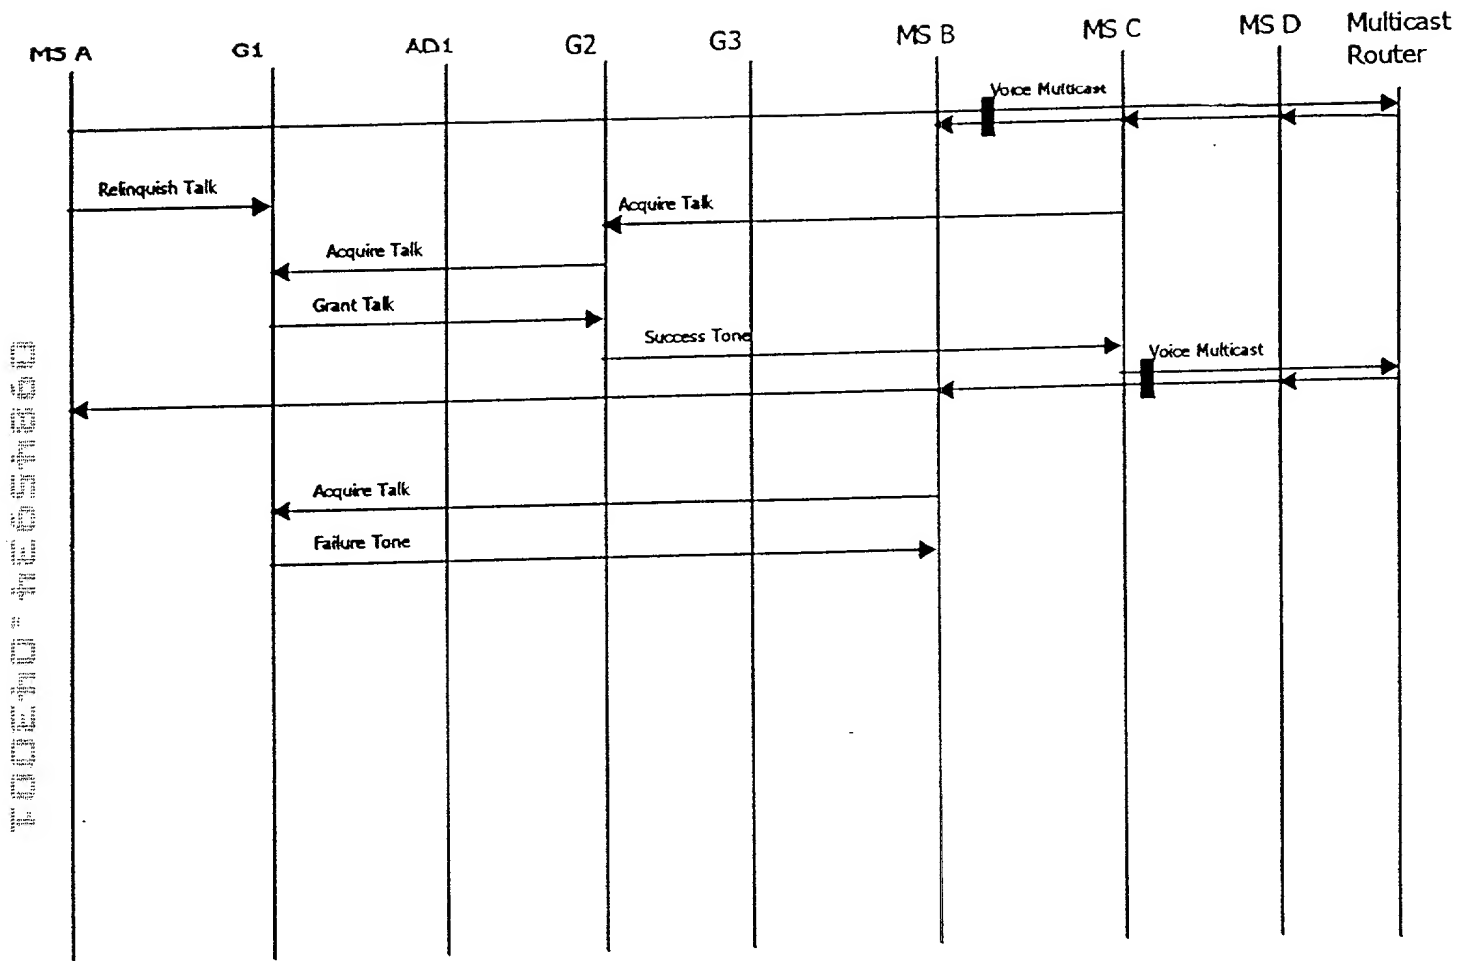 MS A
G1
AD1
G2
G3
MS B
MS C
MS D
Multicast
Router
Voice Multicast
Relinquish Talk
Acquire Talk
Acquire Talk
Grant Talk
Success Tone
Voice Multicast
Acquire Talk
Failure Tone